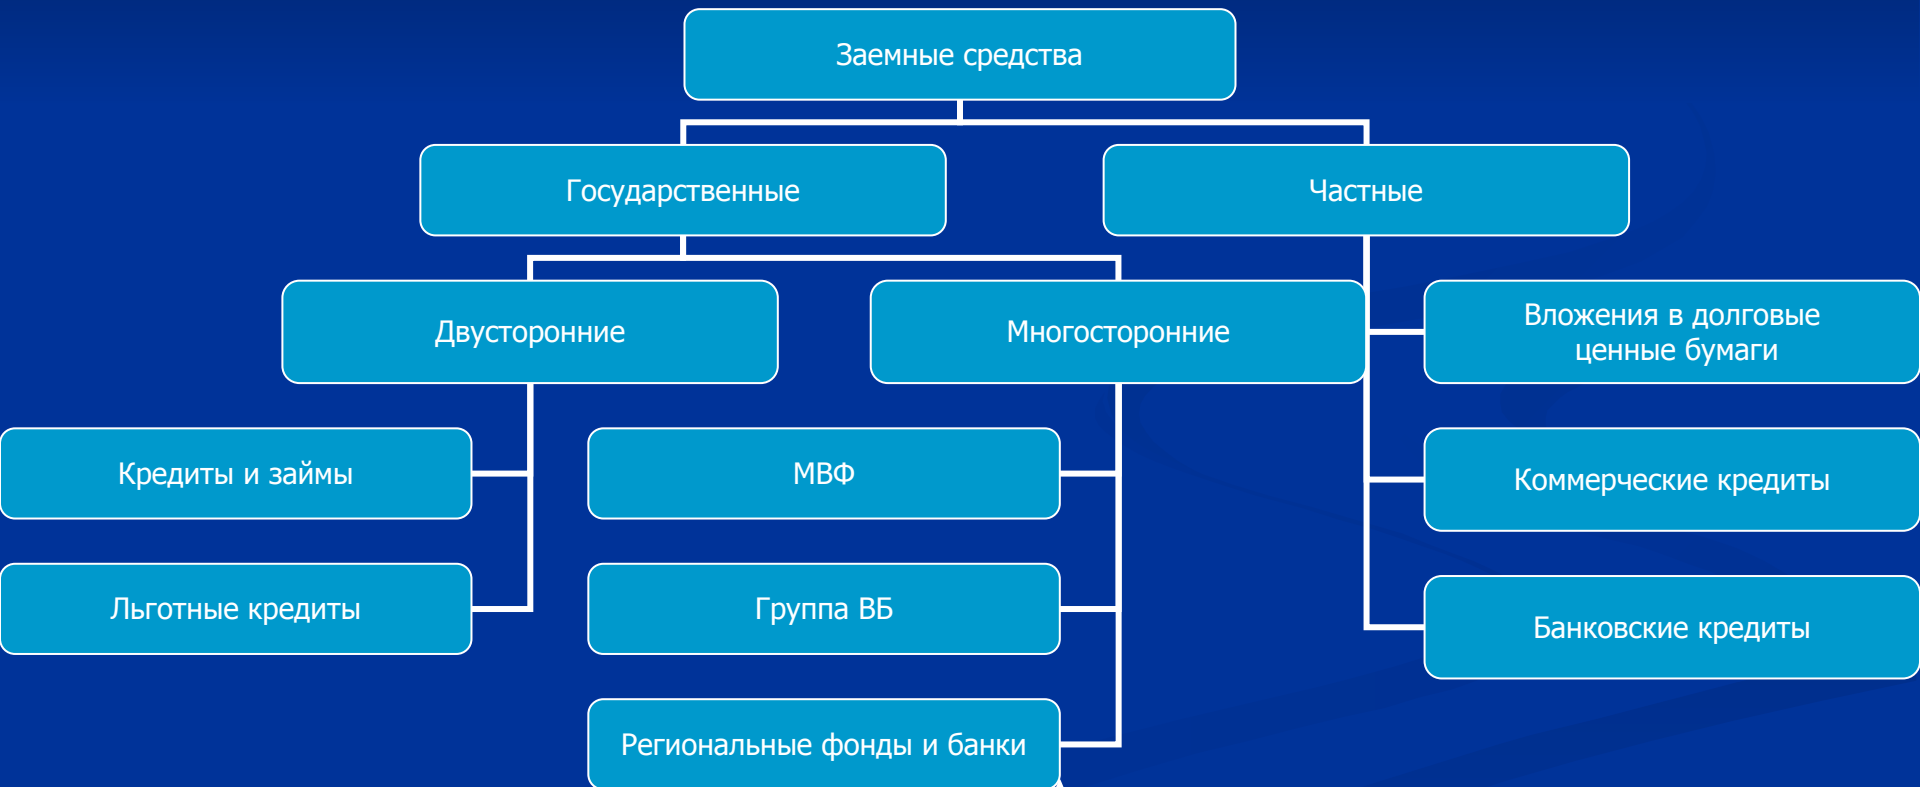 Заемные средства
Государственные
Частные
Двусторонние
Многосторонние
Вложения в долговые
ценные бумаги
Кредиты и займы
МВФ
Коммерческие кредиты
Льготные кредиты
Группа ВБ
Банковские кредиты
Региональные фонды и банки